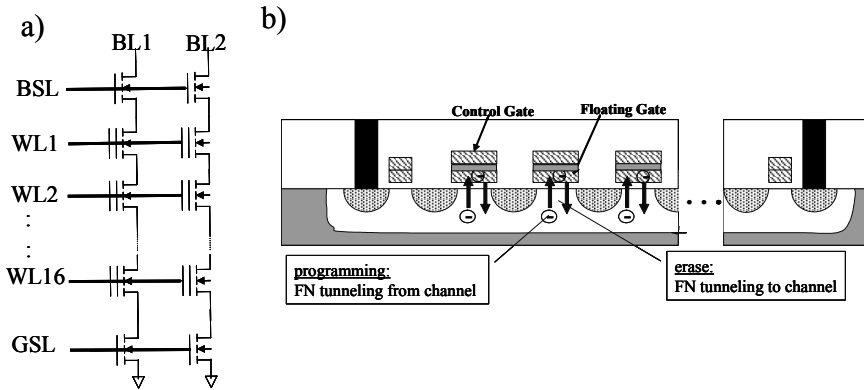 a)
BL1 BL2
BSL
WL1
WL2
WL16
GSL
b)
Control Gate
Floating Gate
programming:
FN tunneling from channel
erase:
FN tunneling to channel